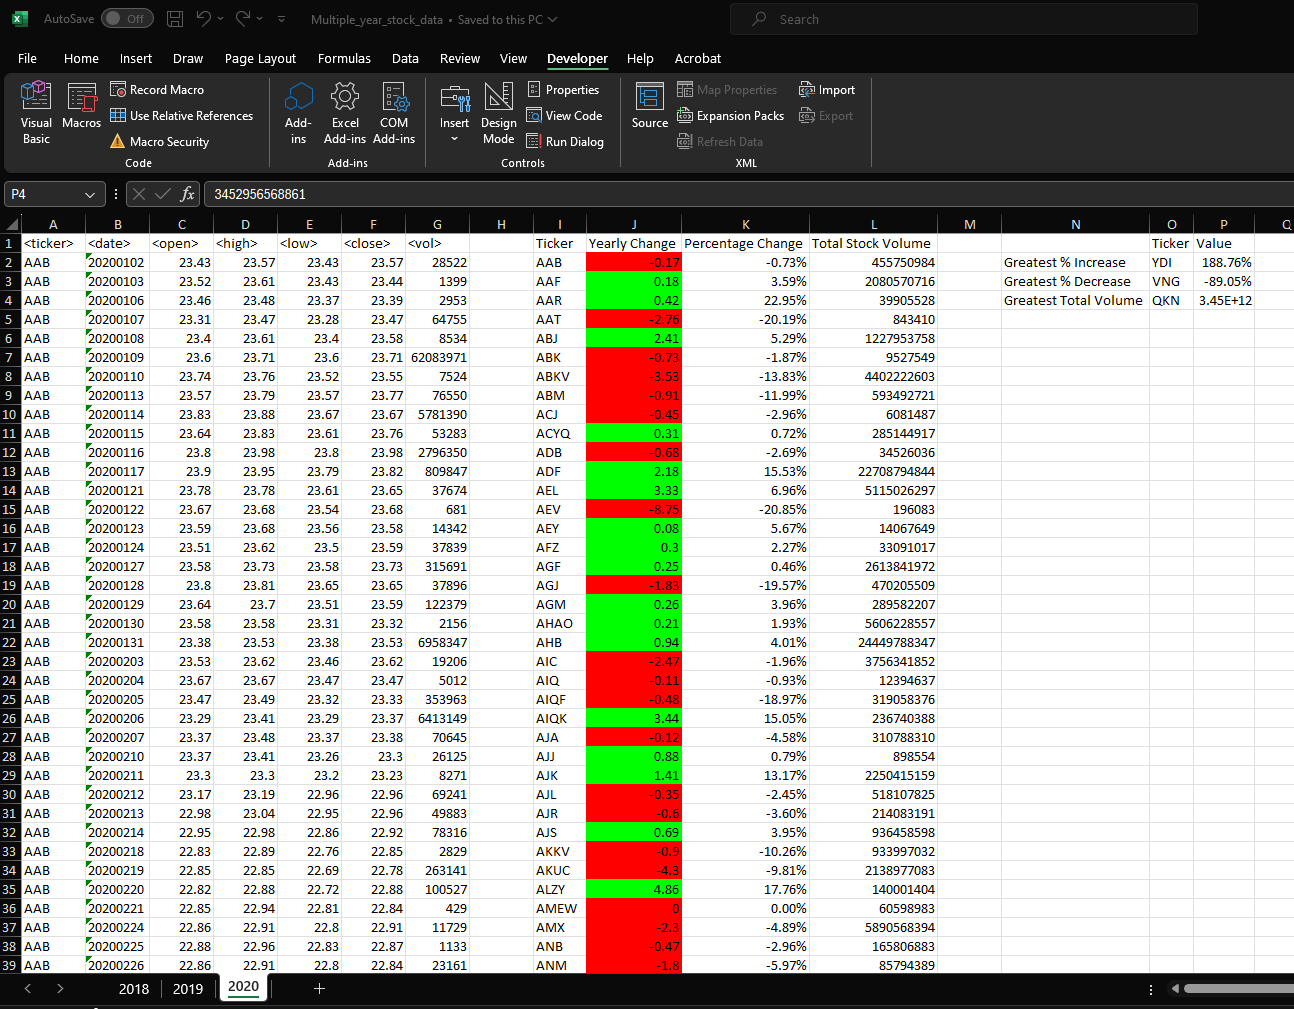 AutoSave Off Multiple_year_stock_data • Saved to this PC Search
File Home Insert Draw Page Layout Formulas Data Review View Developer Help Acrobat
Visual Basic
Macros
Record Macro
Use Relative References
Macro Security
Code
Add-ins
Excel Add-ins
COM Add-ins
Add-ins
Insert
Design Mode
Properties
View Code
Run Dialog
Controls
Source
Map Properties
Expansion Packs
Refresh Data
Import
Export
XML
P4 fx 3452956568861
A B C D E F G H I J K L M N O P Q
1 <ticker> <date> <open> <high> <low> <close> <vol> Ticker Yearly Change Percentage Change Total Stock Volume Ticker Value
2 AAB 20200102 23.43 23.57 23.43 23.57 28522 AAB -0.17 -0.73% 455750984 Greatest % Increase YDI 188.76%
3 AAB 20200103 23.52 23.61 23.43 23.44 1399 AAF 0.18 3.59% 2080570716 Greatest % Decrease VNG -89.05%
4 AAB 20200106 23.46 23.48 23.37 23.39 2953 AAR 0.42 22.95% 39905528 Greatest Total Volume QKN 3.45E+12
5 AAB 20200107 23.31 23.47 23.28 23.47 64755 AAT -2.76 -20.19% 843410
6 AAB 20200108 23.4 23.61 23.4 23.58 8534 ABJ 2.41 5.29% 1227953758
7 AAB 20200109 23.6 23.71 23.6 23.71 62083971 ABK -0.73 -1.87% 9527549
8 AAB 20200110 23.74 23.76 23.52 23.55 7524 ABKV -3.53 -13.83% 4402222603
9 AAB 20200113 23.57 23.79 23.57 23.77 76550 ABM -0.91 -11.99% 593492721
10 AAB 20200114 23.83 23.88 23.67 23.67 5781390 ACJ -0.45 -2.96% 6081487
11 AAB 20200115 23.64 23.83 23.61 23.76 53283 ACYQ 0.31 0.72% 285144917
12 AAB 20200116 23.8 23.98 23.8 23.98 2796350 ADB -0.68 -2.69% 34526036
13 AAB 20200117 23.9 23.95 23.79 23.82 809847 ADF 2.18 15.53% 22708794844
14 AAB 20200121 23.78 23.78 23.61 23.65 37674 AEL 3.33 6.96% 5115026297
15 AAB 20200122 23.67 23.68 23.54 23.68 681 AEV -8.75 -20.85% 196083
16 AAB 20200123 23.59 23.68 23.56 23.58 14342 AEY 0.08 5.67% 14067649
17 AAB 20200124 23.51 23.62 23.5 23.59 37839 AFZ 0.3 2.27% 33091017
18 AAB 20200127 23.58 23.73 23.58 23.73 315691 AGF 0.25 0.46% 2613841972
19 AAB 20200128 23.8 23.81 23.65 23.65 37896 AGJ -1.83 -19.57% 470205509
20 AAB 20200129 23.64 23.7 23.51 23.59 122379 AGM 0.26 3.96% 289582207
21 AAB 20200130 23.58 23.58 23.31 23.32 2156 AHAO 0.21 1.93% 5606228557
22 AAB 20200131 23.38 23.53 23.38 23.53 6958347 AHB 0.94 4.01% 24449788347
23 AAB 20200203 23.53 23.62 23.46 23.62 19206 AIC -2.47 -1.96% 3756341852
24 AAB 20200204 23.67 23.67 23.47 23.47 5012 AIQ -0.11 -0.93% 12394637
25 AAB 20200205 23.47 23.49 23.32 23.33 353963 AIQF -0.48 -18.97% 319058376
26 AAB 20200206 23.29 23.41 23.29 23.37 6413149 AIQK 3.44 15.05% 236740388
27 AAB 20200207 23.37 23.48 23.37 23.38 70645 AJA -0.12 -4.58% 310788310
28 AAB 20200210 23.37 23.41 23.26 23.3 26125 AJJ 0.88 0.79% 898554
29 AAB 20200211 23.3 23.3 23.2 23.23 8271 AJK 1.41 13.17% 2250415159
30 AAB 20200212 23.17 23.19 22.96 22.96 69241 AJL -0.35 -2.45% 518107825
31 AAB 20200213 22.98 23.04 22.95 22.96 49883 AJR -0.6 -3.60% 214083191
32 AAB 20200214 22.95 22.98 22.86 22.92 78316 AJS 0.69 3.95% 936458598
33 AAB 20200218 22.83 22.89 22.76 22.85 2829 AKKV -0.9 -10.26% 933997032
34 AAB 20200219 22.85 22.85 22.69 22.78 263141 AKUC -4.3 -9.81% 2138977083
35 AAB 20200220 22.82 22.88 22.72 22.88 100527 ALZY 4.86 17.76% 140001404
36 AAB 20200221 22.85 22.94 22.81 22.84 429 AMEW 0 0.00% 60598983
37 AAB 20200224 22.86 22.91 22.8 22.91 11729 AMX -2.3 -4.89% 5890568394
38 AAB 20200225 22.88 22.96 22.83 22.87 1133 ANB -0.47 -2.96% 165806883
39 AAB 20200226 22.86 22.91 22.8 22.84 23161 ANM -1.8 -5.97% 85794389
2018 2019 2020